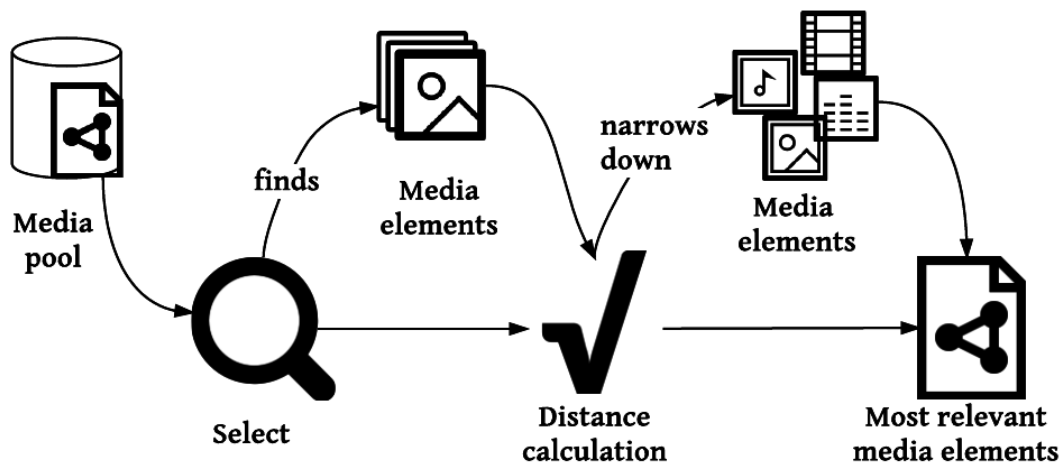 Media
pool
finds
Media
elements
narrows
down
Media
elements
Select
Distance
calculation
Most relevant
media elements